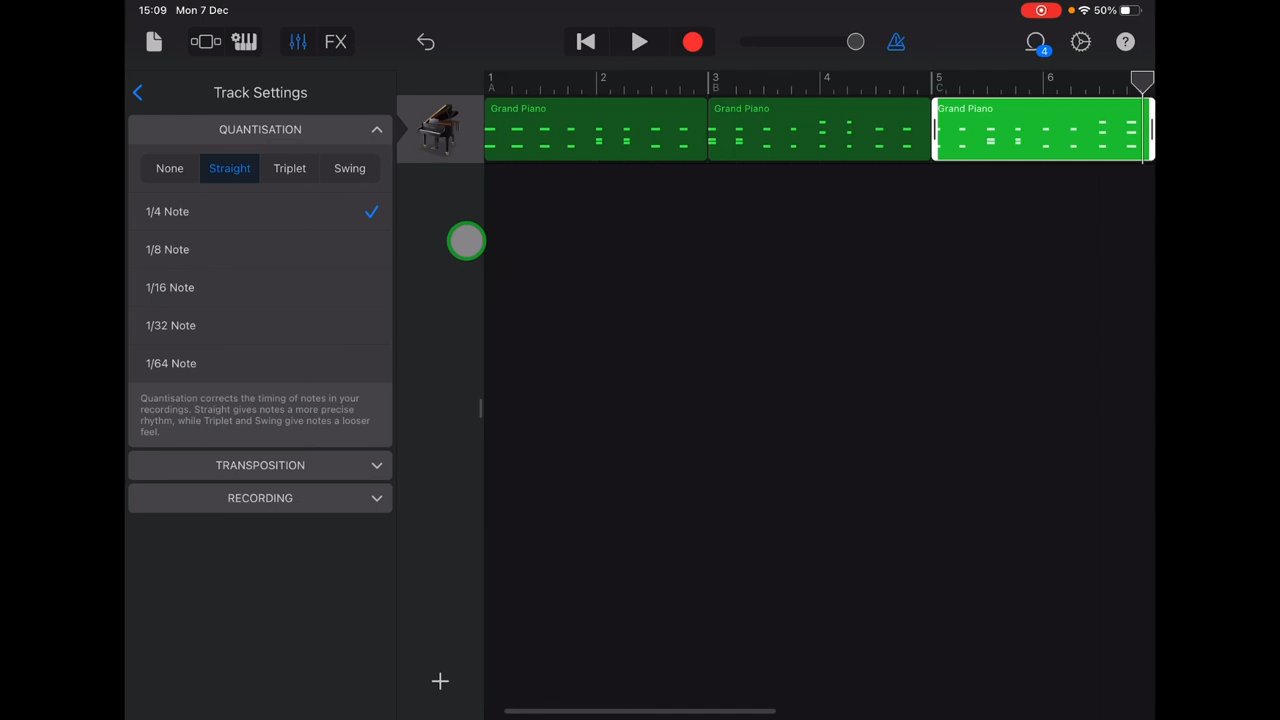 15:09 Mon 7 Dec
50%
FX
4
?
Track Settings
QUANTISATION
None Straight Triplet Swing
1/4 Note
1/8 Note
1/16 Note
1/32 Note
1/64 Note
Quantisation corrects the timing of notes in your
recordings. Straight gives notes a more precise
rhythm, while Triplet and Swing give notes a looser
feel.
TRANSPOSITION
RECORDING
1 2 3 4 5 6
A B C
Grand Piano Grand Piano Grand Piano